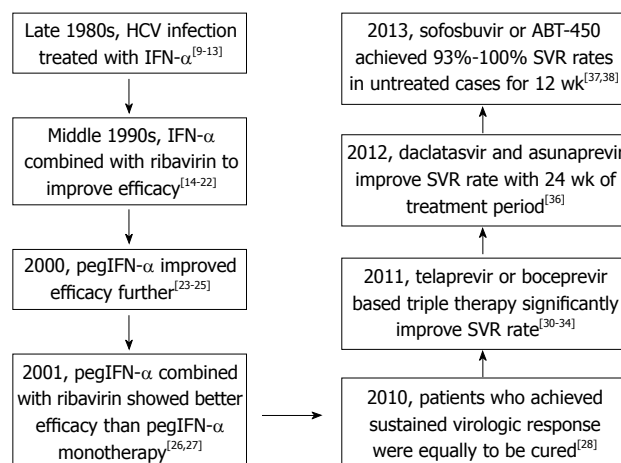 Late 1980s, HCV infection
treated with IFN-α[9-13]
Middle 1990s, IFN-α
combined with ribavirin to
improve efficacy[14-22]
2000, pegIFN-α improved
efficacy further[23-25]
2001, pegIFN-α combined
with ribavirin showed better
efficacy than pegIFN-α
monotherapy[26,27]
2010, patients who achieved
sustained virologic response
were equally to be cured[28]
2011, telaprevir or boceprevir
based triple therapy significantly
improve SVR rate[30-34]
2012, daclatasvir and asunaprevir
improve SVR rate with 24 wk of
treatment period[36]
2013, sofosbuvir or ABT-450
achieved 93%-100% SVR rates
in untreated cases for 12 wk[37,38]